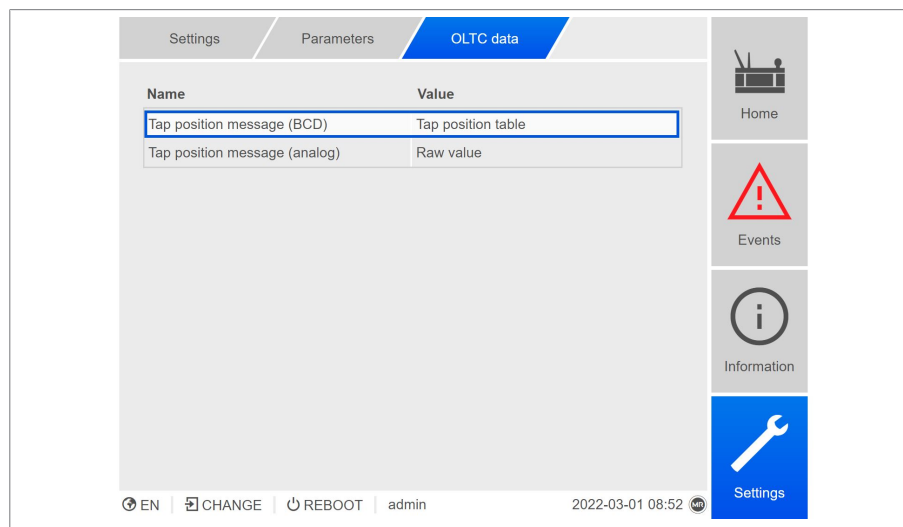 Settings Parameters OLTC data
Name Value
Tap position message (BCD) Tap position table
Tap position message (analog) Raw value
Home
Events
Information
Settings
EN CHANGE REBOOT admin 2022-03-01 08:52 MR